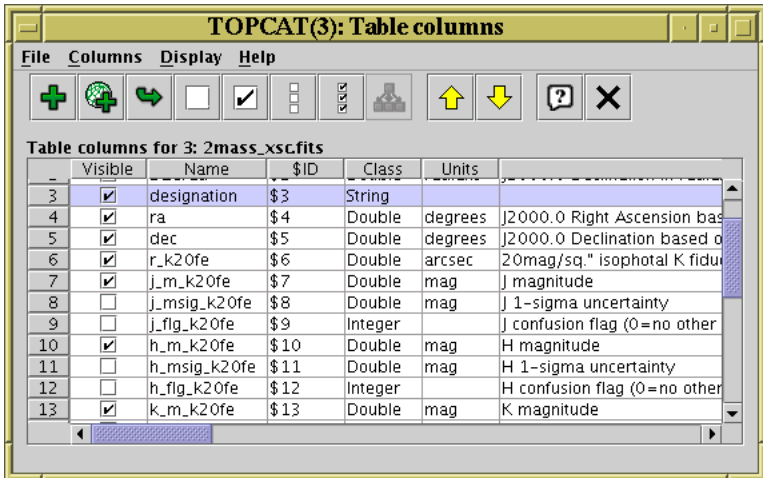 TOPCAT(3): Table columns
File Columns Display Help
Table columns for 3: 2mass_xsc.fits
Visible Name $ID Class Units
3 designation $3 String
4 ra $4 Double degrees J2000.0 Right Ascension bas
5 dec $5 Double degrees J2000.0 Declination based o
6 r_k20fe $6 Double arcsec 20mag/sq." isophotal K fidu
7 j_m_k20fe $7 Double mag J magnitude
8 j_msig_k20fe $8 Double mag J 1-sigma uncertainty
9 j_flg_k20fe $9 Integer J confusion flag (0=no other
10 h_m_k20fe $10 Double mag H magnitude
11 h_msig_k20fe $11 Double mag H 1-sigma uncertainty
12 h_flg_k20fe $12 Integer H confusion flag (0=no other
13 k_m_k20fe $13 Double mag K magnitude